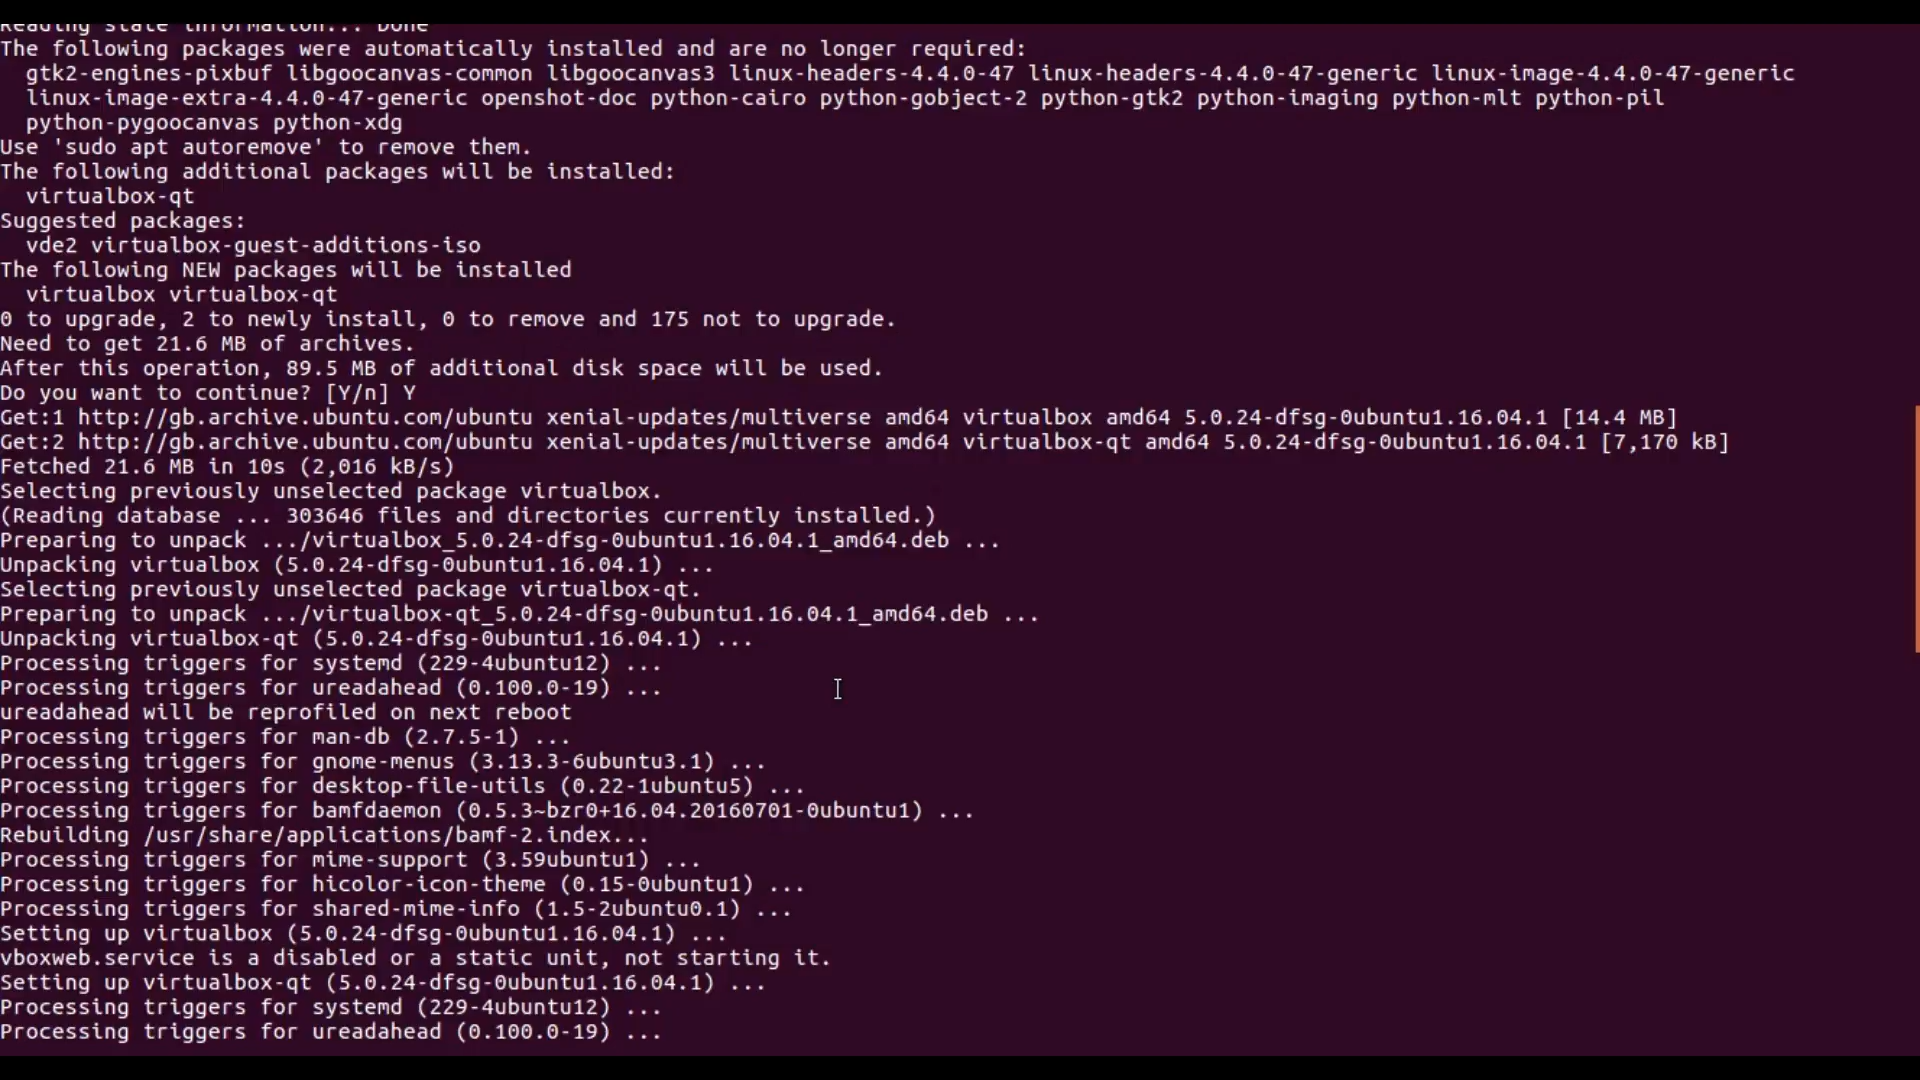 Reading state information... Done
The following packages were automatically installed and are no longer required:
  gtk2-engines-pixbuf libgoocanvas-common libgoocanvas3 linux-headers-4.4.0-47 linux-headers-4.4.0-47-generic linux-image-4.4.0-47-generic
  linux-image-extra-4.4.0-47-generic openshot-doc python-cairo python-gobject-2 python-gtk2 python-imaging python-mlt python-pil
  python-pygoocanvas python-xdg
Use 'sudo apt autoremove' to remove them.
The following additional packages will be installed:
  virtualbox-qt
Suggested packages:
  vde2 virtualbox-guest-additions-iso
The following NEW packages will be installed
  virtualbox virtualbox-qt
0 to upgrade, 2 to newly install, 0 to remove and 175 not to upgrade.
Need to get 21.6 MB of archives.
After this operation, 89.5 MB of additional disk space will be used.
Do you want to continue? [Y/n] Y
Get:1 http://gb.archive.ubuntu.com/ubuntu xenial-updates/multiverse amd64 virtualbox amd64 5.0.24-dfsg-0ubuntu1.16.04.1 [14.4 MB]
Get:2 http://gb.archive.ubuntu.com/ubuntu xenial-updates/multiverse amd64 virtualbox-qt amd64 5.0.24-dfsg-0ubuntu1.16.04.1 [7,170 kB]
Fetched 21.6 MB in 10s (2,016 kB/s)
Selecting previously unselected package virtualbox.
(Reading database ... 303646 files and directories currently installed.)
Preparing to unpack .../virtualbox_5.0.24-dfsg-0ubuntu1.16.04.1_amd64.deb ...
Unpacking virtualbox (5.0.24-dfsg-0ubuntu1.16.04.1) ...
Selecting previously unselected package virtualbox-qt.
Preparing to unpack .../virtualbox-qt_5.0.24-dfsg-0ubuntu1.16.04.1_amd64.deb ...
Unpacking virtualbox-qt (5.0.24-dfsg-0ubuntu1.16.04.1) ...
Processing triggers for systemd (229-4ubuntu12) ...
Processing triggers for ureadahead (0.100.0-19) ...
ureadahead will be reprofiled on next reboot
Processing triggers for man-db (2.7.5-1) ...
Processing triggers for gnome-menus (3.13.3-6ubuntu3.1) ...
Processing triggers for desktop-file-utils (0.22-1ubuntu5) ...
Processing triggers for bamfdaemon (0.5.3~bzr0+16.04.20160701-0ubuntu1) ...
Rebuilding /usr/share/applications/bamf-2.index...
Processing triggers for mime-support (3.59ubuntu1) ...
Processing triggers for hicolor-icon-theme (0.15-0ubuntu1) ...
Processing triggers for shared-mime-info (1.5-2ubuntu0.1) ...
Setting up virtualbox (5.0.24-dfsg-0ubuntu1.16.04.1) ...
vboxweb.service is a disabled or a static unit, not starting it.
Setting up virtualbox-qt (5.0.24-dfsg-0ubuntu1.16.04.1) ...
Processing triggers for systemd (229-4ubuntu12) ...
Processing triggers for ureadahead (0.100.0-19) ...